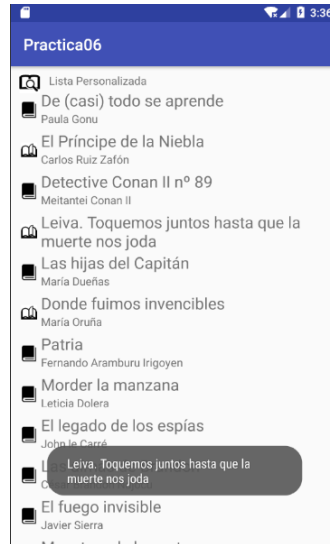 3:36
Practica06
Lista Personalizada
De (casi) todo se aprende
Paula Gonu
El Príncipe de la Niebla
Carlos Ruiz Zafón
Detective Conan II nº 89
Meitantei Conan II
Leiva. Toquemos juntos hasta que la
muerte nos joda
Las hijas del Capitán
María Dueñas
Donde fuimos invencibles
María Oruña
Patria
Fernando Aramburu Irigoyen
Morder la manzana
Leticia Dolera
El legado de los espías
John le Carré
Leiva. Toquemos juntos hasta que la
muerte nos joda
El fuego invisible
Javier Sierra